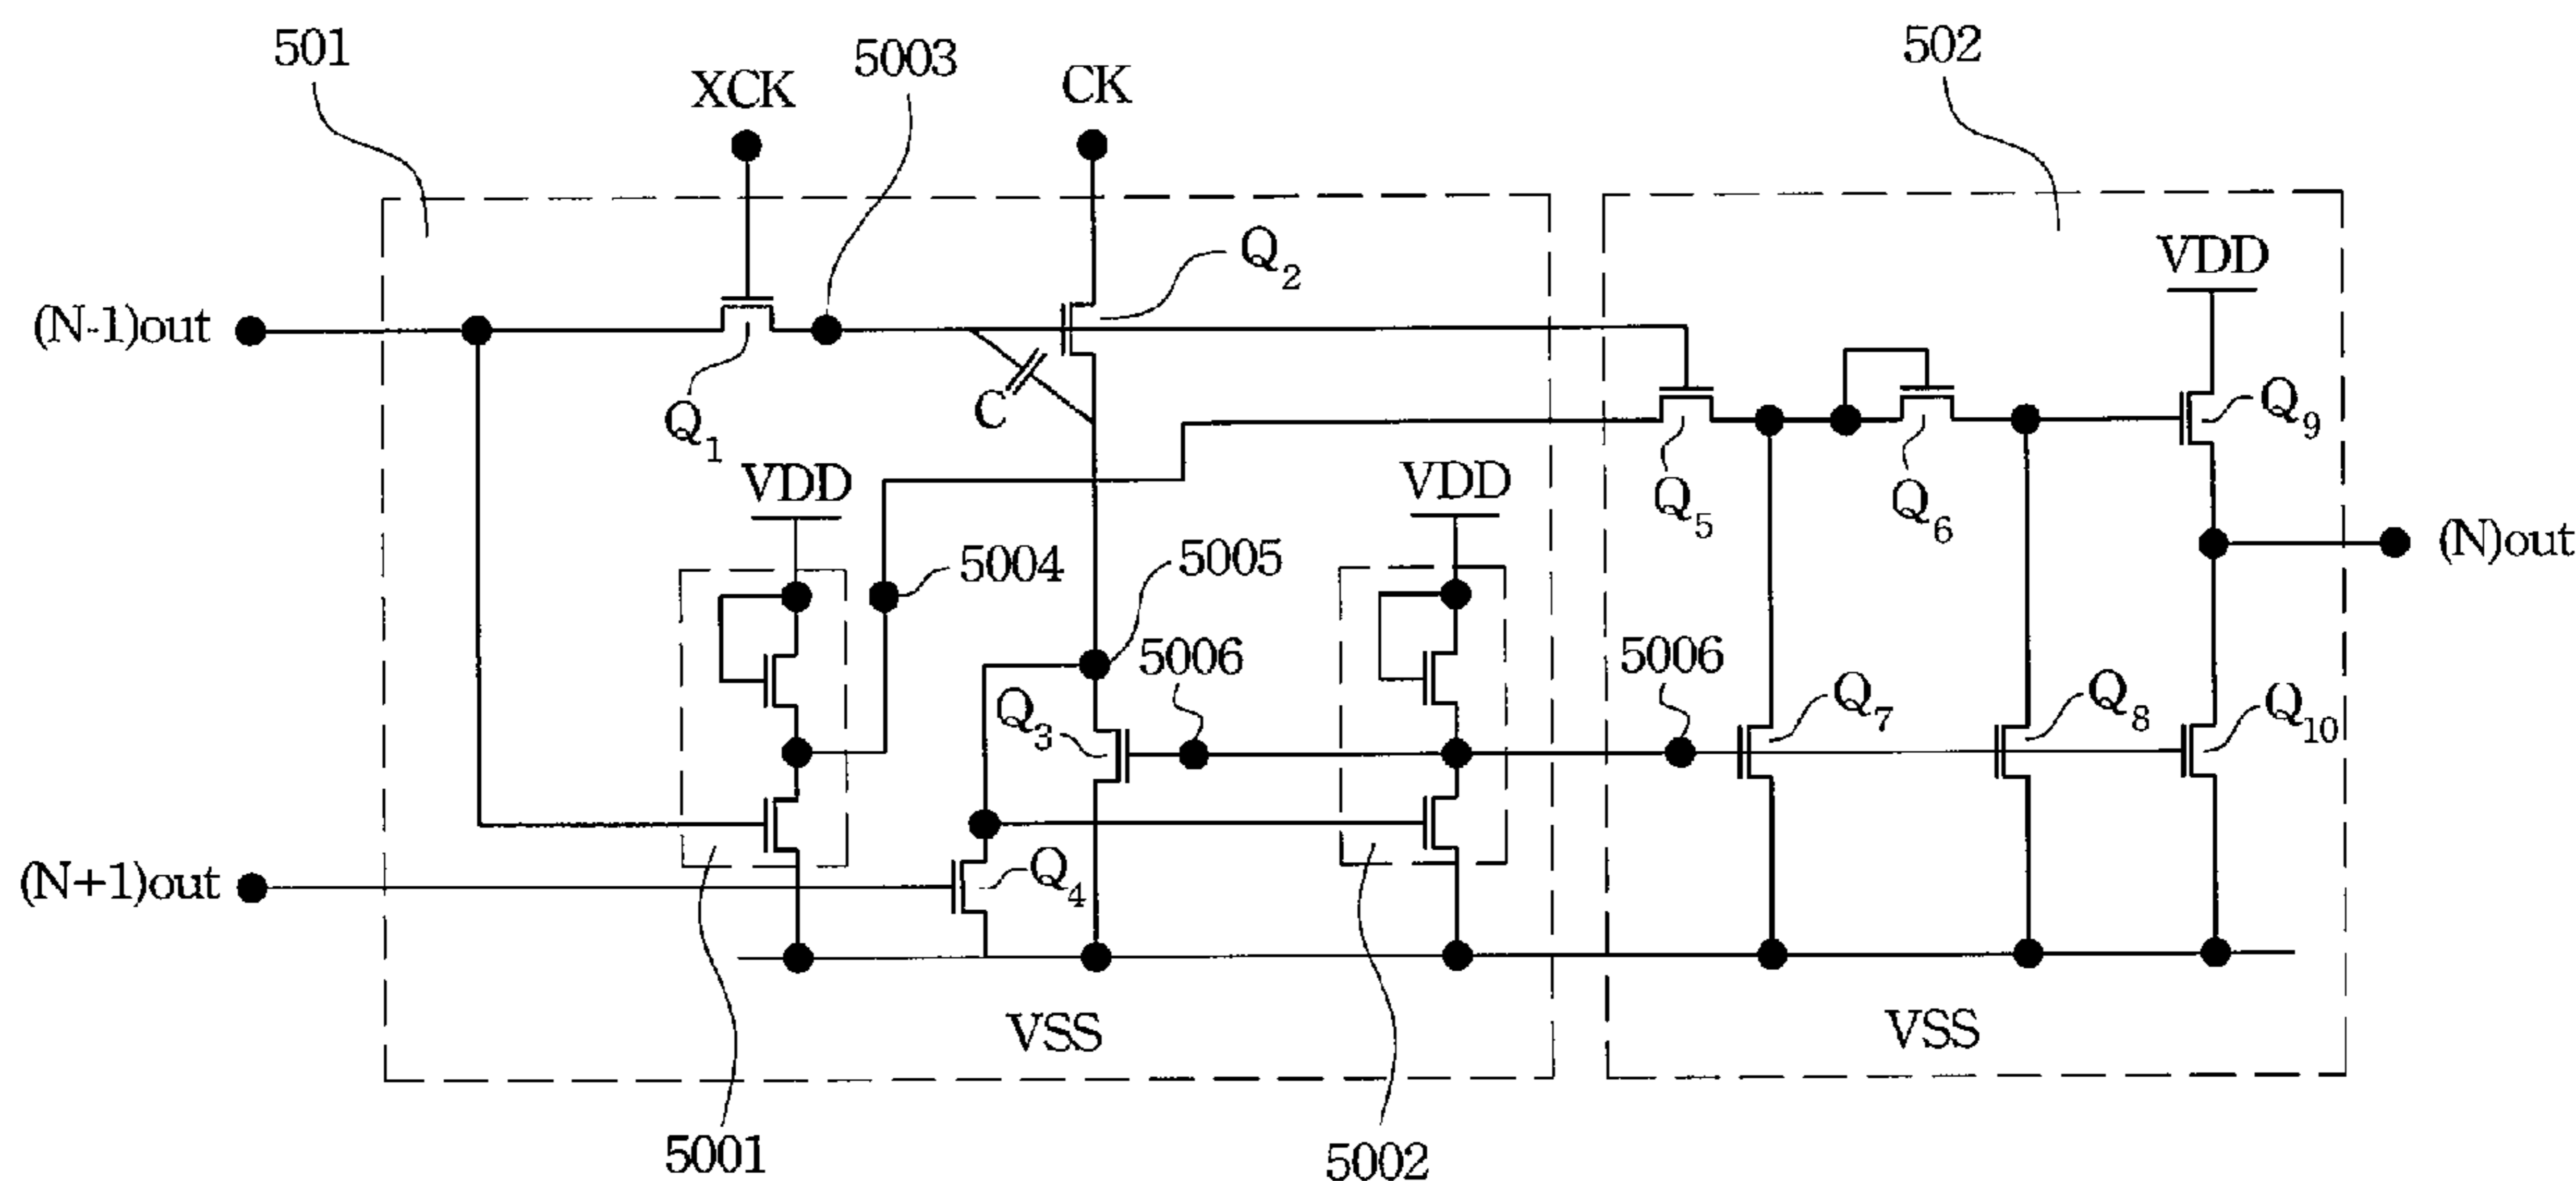 501
5003
502
XCK
CK
Q2
VDD
(N-1)out
Q1
C
Q5
Q6
Q9
VDD
VDD
(N)out
5004
5005
5006
5006
Q3
Q7
Q8
Q10
(N+1)out
Q4
VSS
VSS
5001
5002